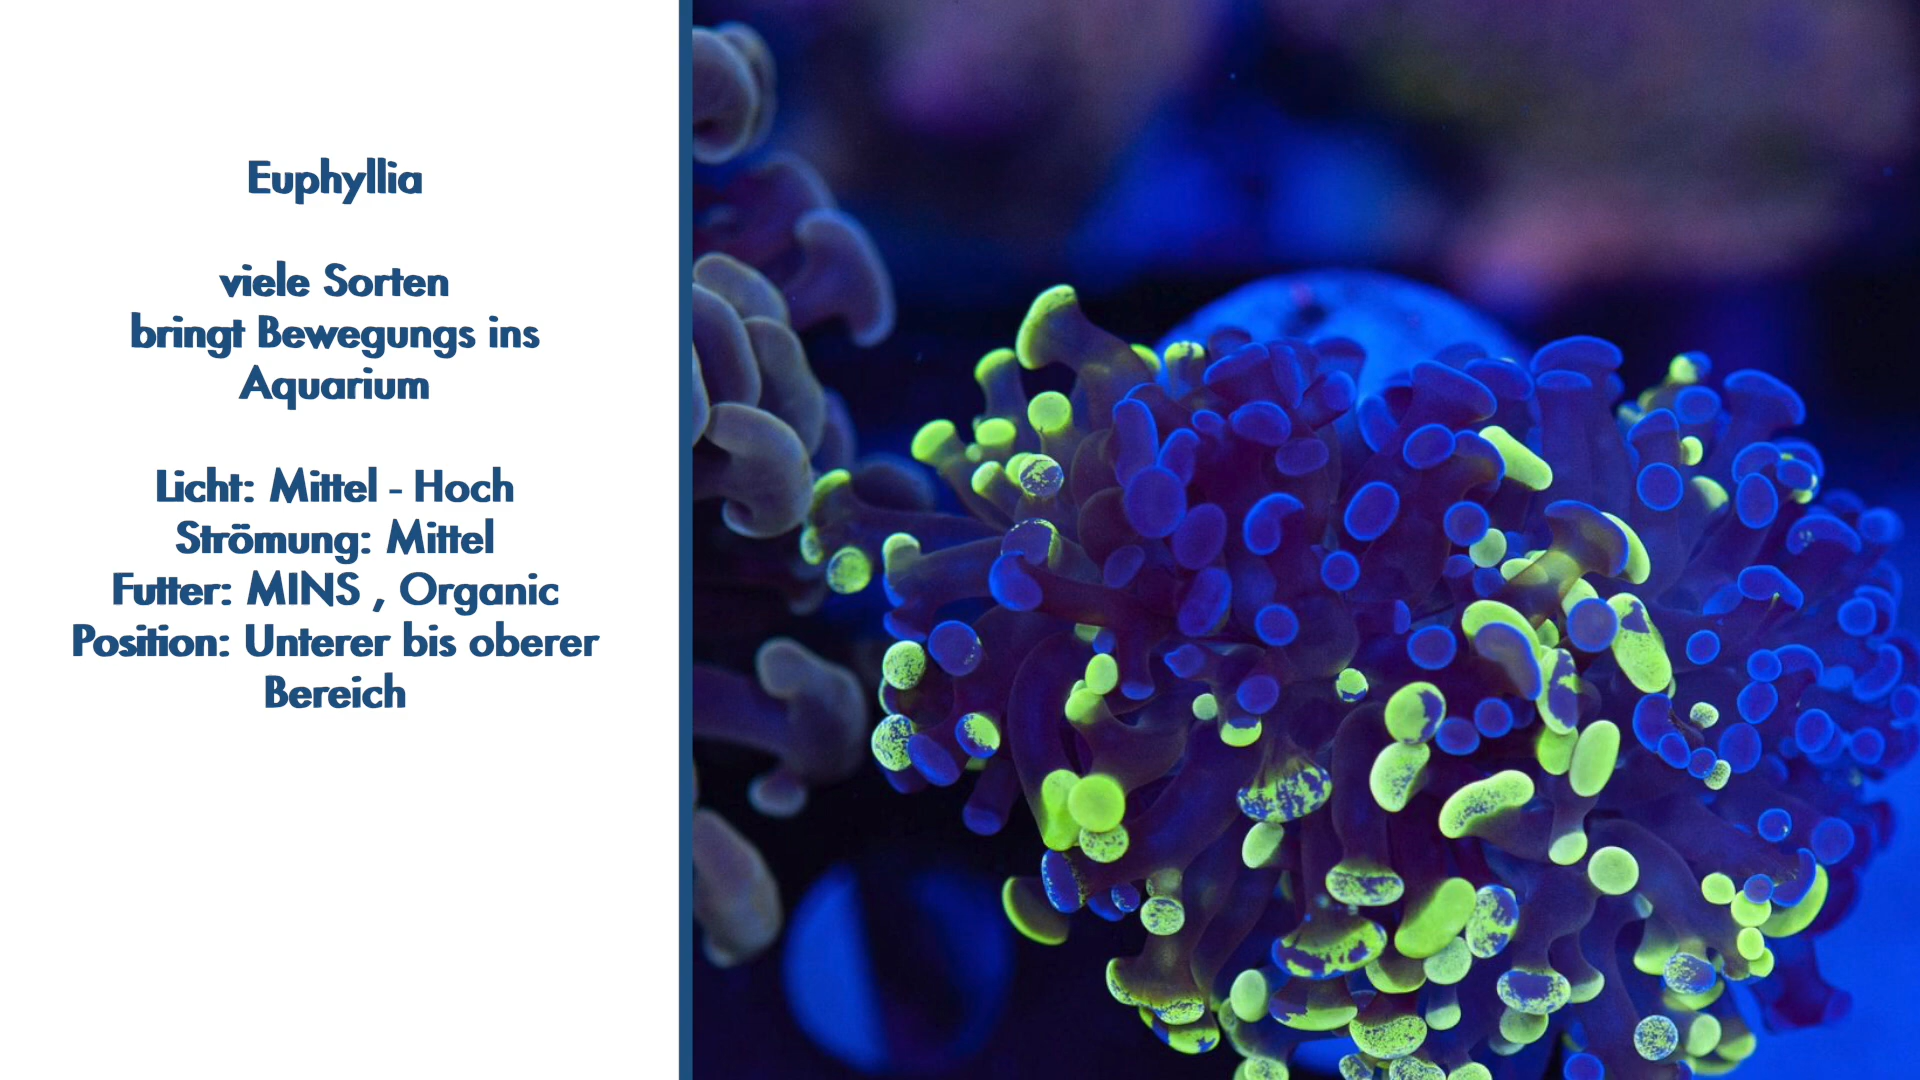 Euphyllia
viele Sorten
bringt Bewegungs ins
Aquarium
Licht: Mittel - Hoch
Strömung: Mittel
Futter: MINS , Organic
Position: Unterer bis oberer
Bereich